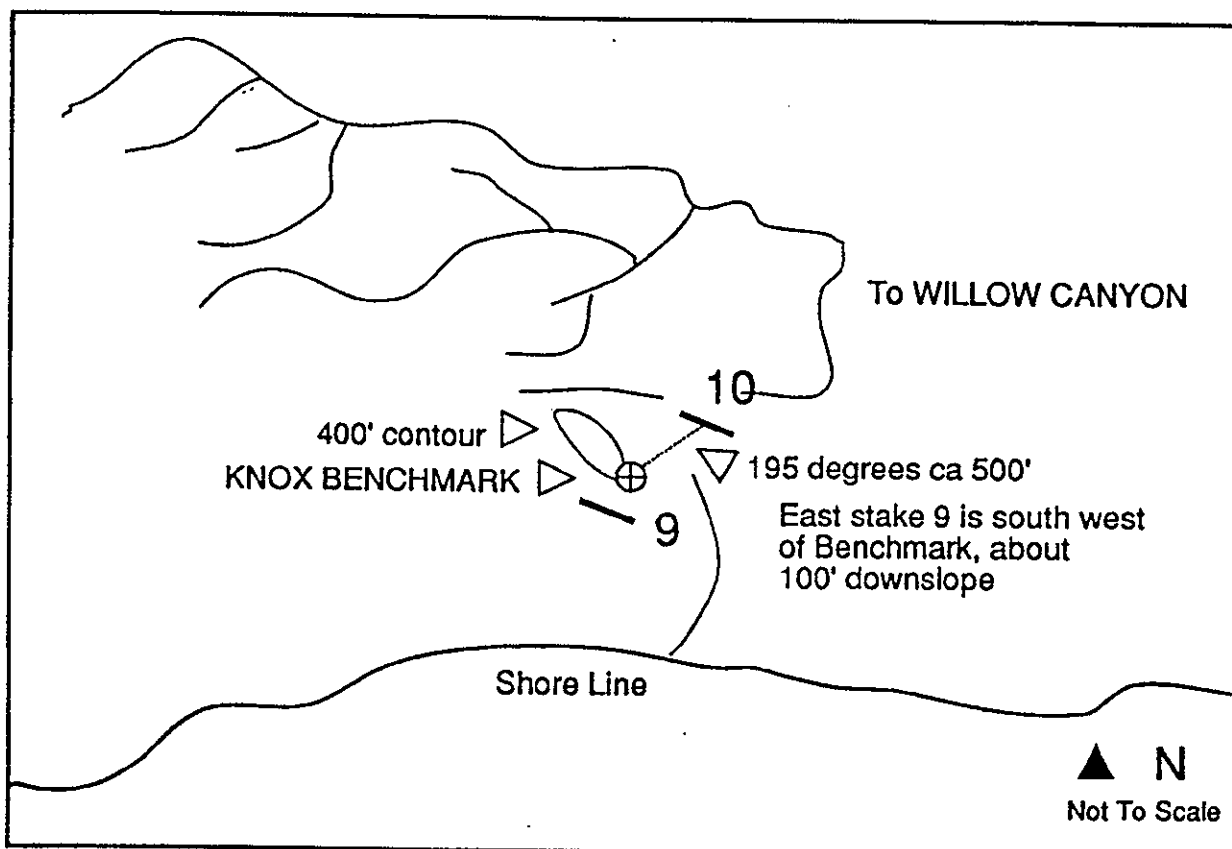 To WILLOW CANYON
10
400' contour
KNOX BENCHMARK
195 degrees ca 500'
9
East stake 9 is south west
of Benchmark, about
100' downslope
Shore Line
N
Not To Scale